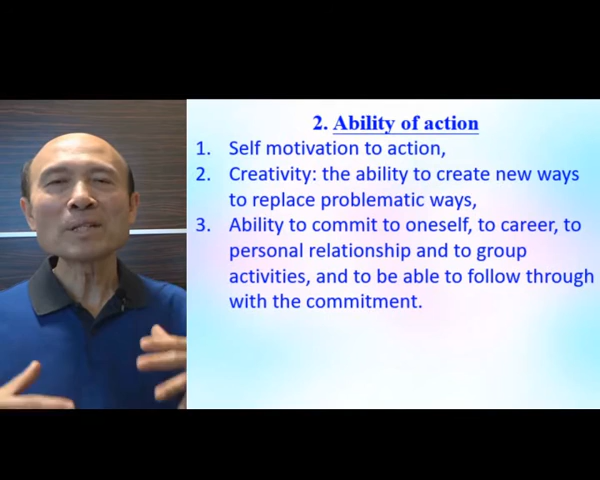 2. Ability of action
1. Self motivation to action,
2. Creativity: the ability to create new ways
to replace problematic ways,
3. Ability to commit to oneself, to career, to
personal relationship and to group
activities, and to be able to follow through
with the commitment.